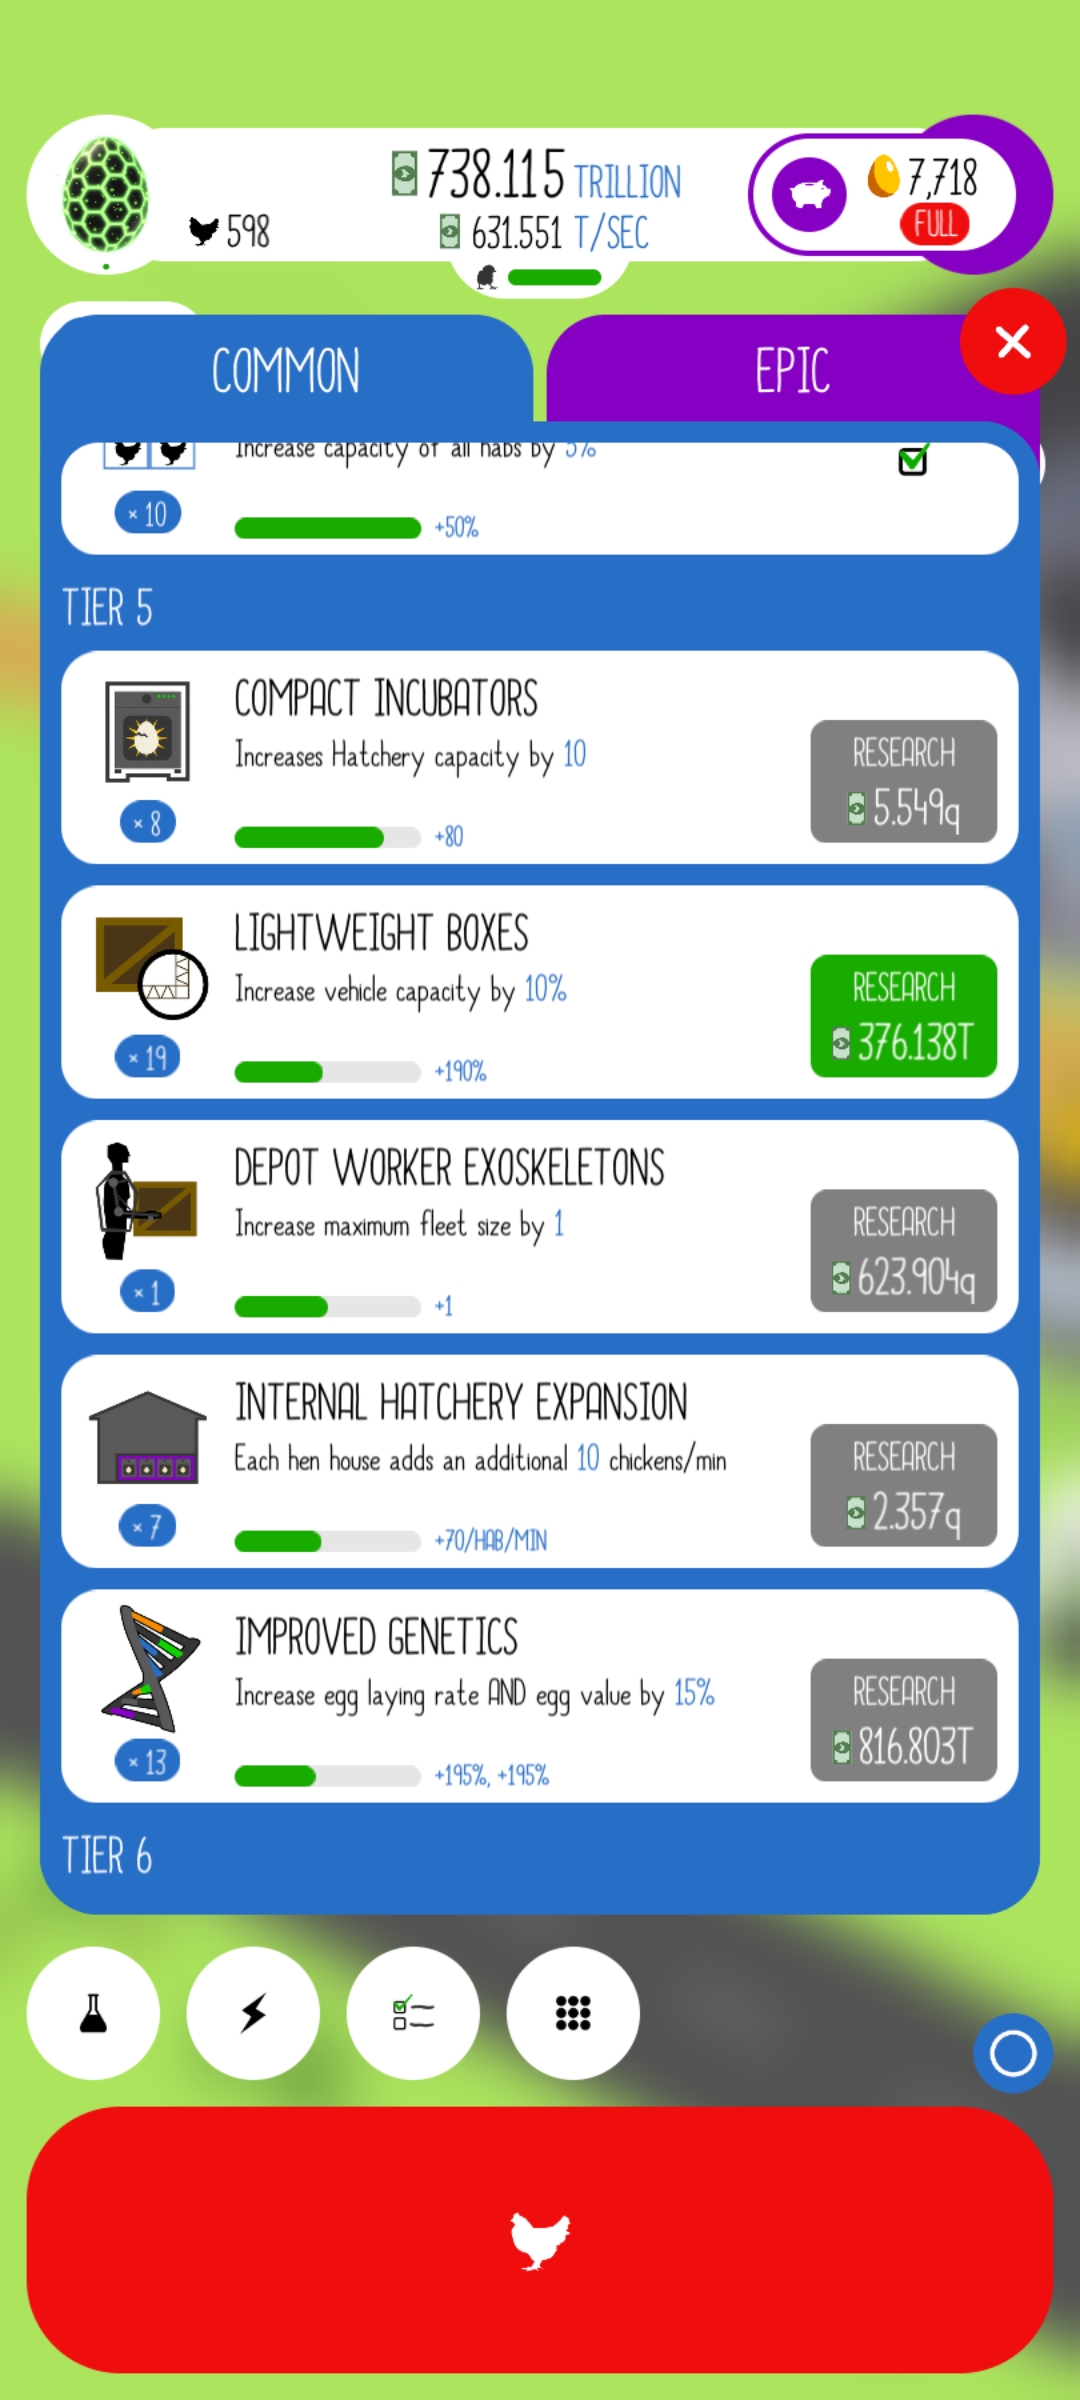 738.115 TRILLION
598
631.551 T/SEC
7,718
FULL
COMMON
EPIC
Increase capacity of all habs by 5%
× 10
+50%
TIER 5
COMPACT INCUBATORS
Increases Hatchery capacity by 10
RESEARCH
5.549q
× 8
+80
LIGHTWEIGHT BOXES
Increase vehicle capacity by 10%
RESEARCH
376.138T
× 19
+190%
DEPOT WORKER EXOSKELETONS
Increase maximum fleet size by 1
RESEARCH
623.904q
× 1
+1
INTERNAL HATCHERY EXPANSION
Each hen house adds an additional 10 chickens/min
RESEARCH
2.357q
× 7
+70/HAB/MIN
IMPROVED GENETICS
Increase egg laying rate AND egg value by 15%
RESEARCH
816.803T
× 13
+195%, +195%
TIER 6